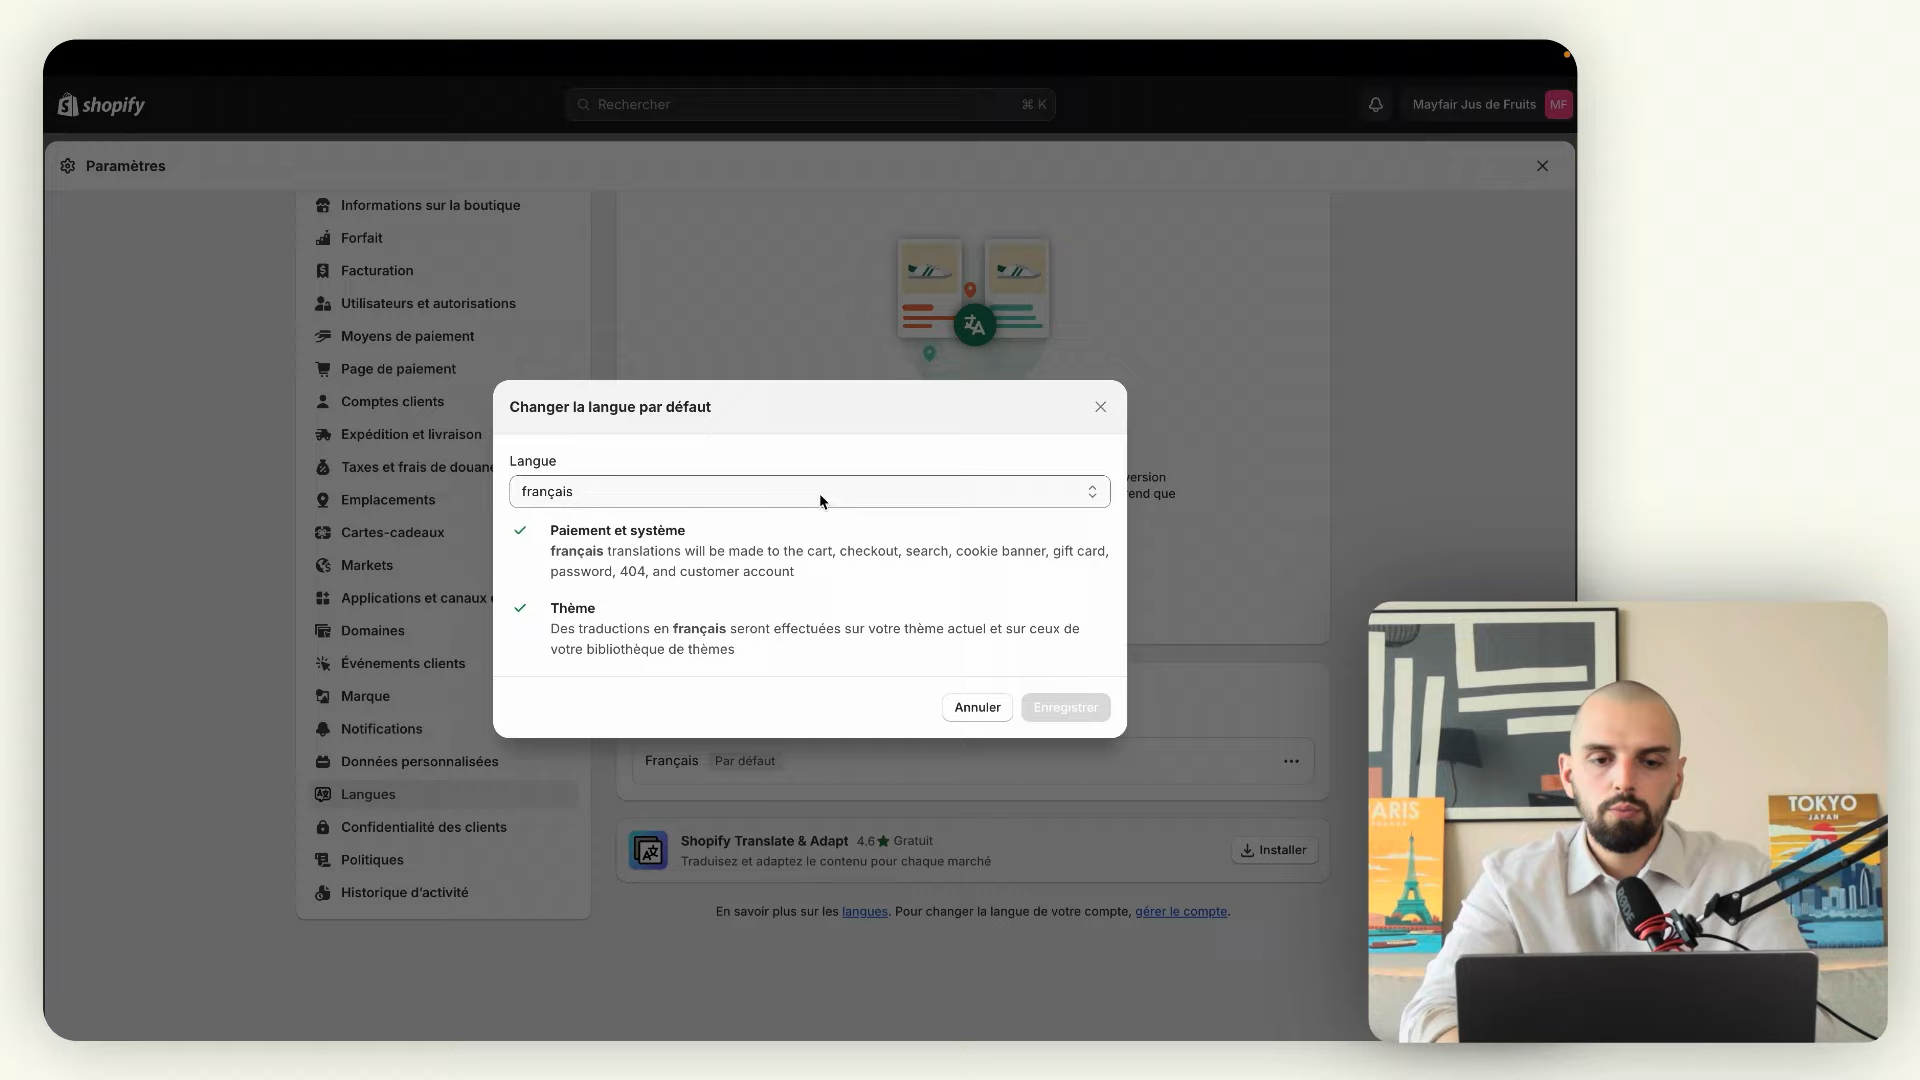 shopify
Rechercher
⌘ K
Mayfair Jus de Fruits
MF
Paramètres
Informations sur la boutique
Forfait
Facturation
Utilisateurs et autorisations
Moyens de paiement
Page de paiement
Comptes clients
Expédition et livraison
Taxes et frais de douane
Emplacements
Cartes-cadeaux
Markets
Applications et canaux
Domaines
Événements clients
Marque
Notifications
Données personnalisées
Langues
Confidentialité des clients
Politiques
Historique d'activité
Changer la langue par défaut
Langue
français
Paiement et système
français translations will be made to the cart, checkout, search, cookie banner, gift card,
password, 404, and customer account
Thème
Des traductions en français seront effectuées sur votre thème actuel et sur ceux de
votre bibliothèque de thèmes
Annuler
Enregistrer
version
end que
Français
Par défaut
Shopify Translate & Adapt 4.6★ Gratuit
Traduisez et adaptez le contenu pour chaque marché
Installer
En savoir plus sur les langues. Pour changer la langue de votre compte, gérer le compte.
ARIS
TOKYO
JAPAN
RØDE